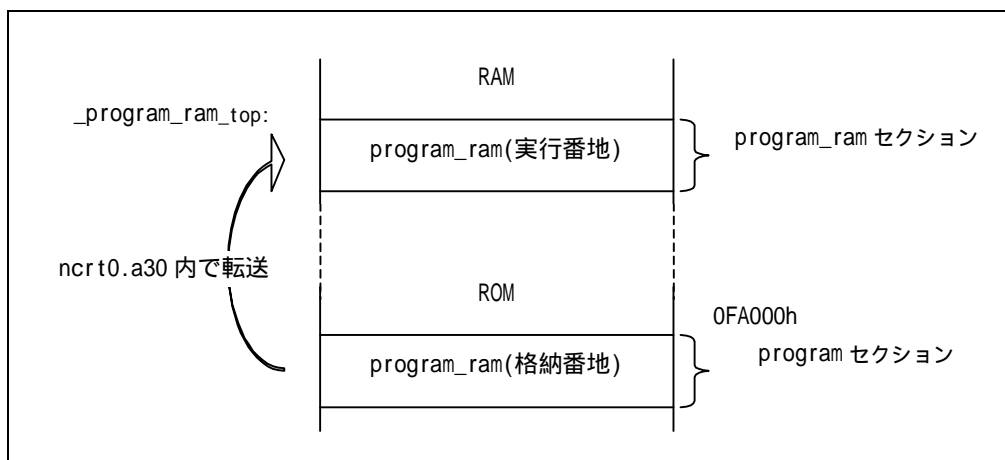 RAM
_program_ram_top:
program_ram(実行番地)
program_ram セクション
ncrt0.a30 内で転送
ROM
0FA000h
program_ram(格納番地)
program セクション